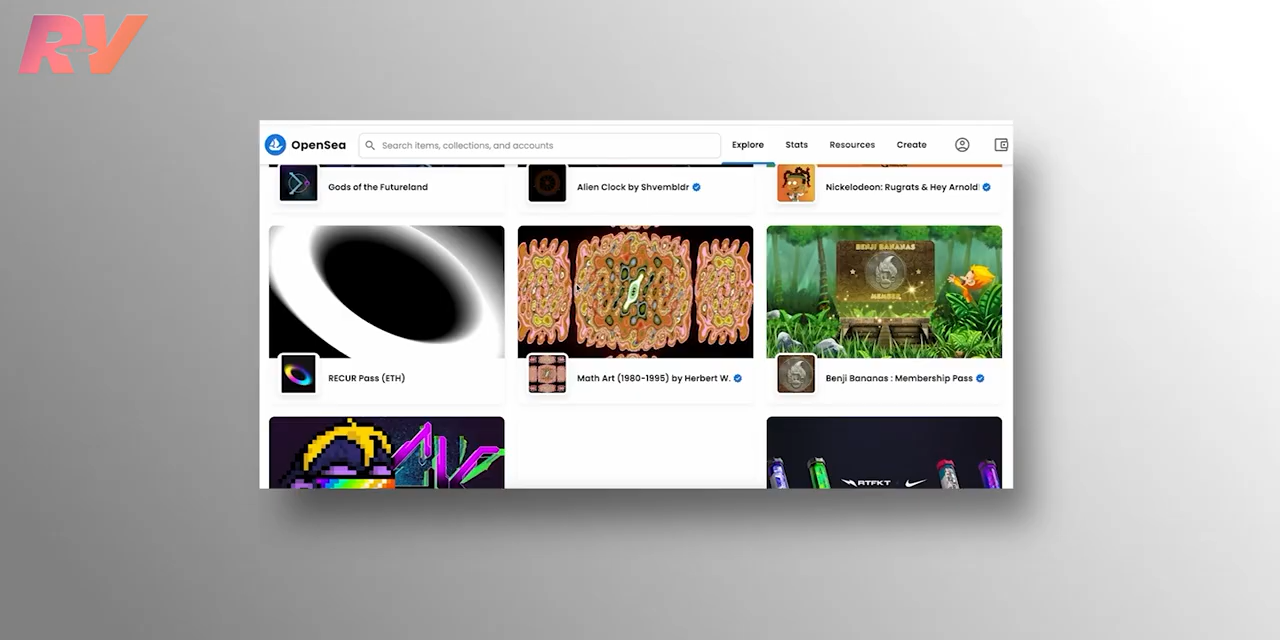 RV
OpenSea
Search items, collections, and accounts
Explore
Stats
Resources
Create
Gods of the Futureland
Alien Clock by Shvembldr
Nickelodeon: Rugrats & Hey Arnold
BENJI BANANAS
MEMBER
RECUR Pass (ETH)
Math Art (1980-1995) by Herbert W.
Benji Bananas : Membership Pass
RTFKT